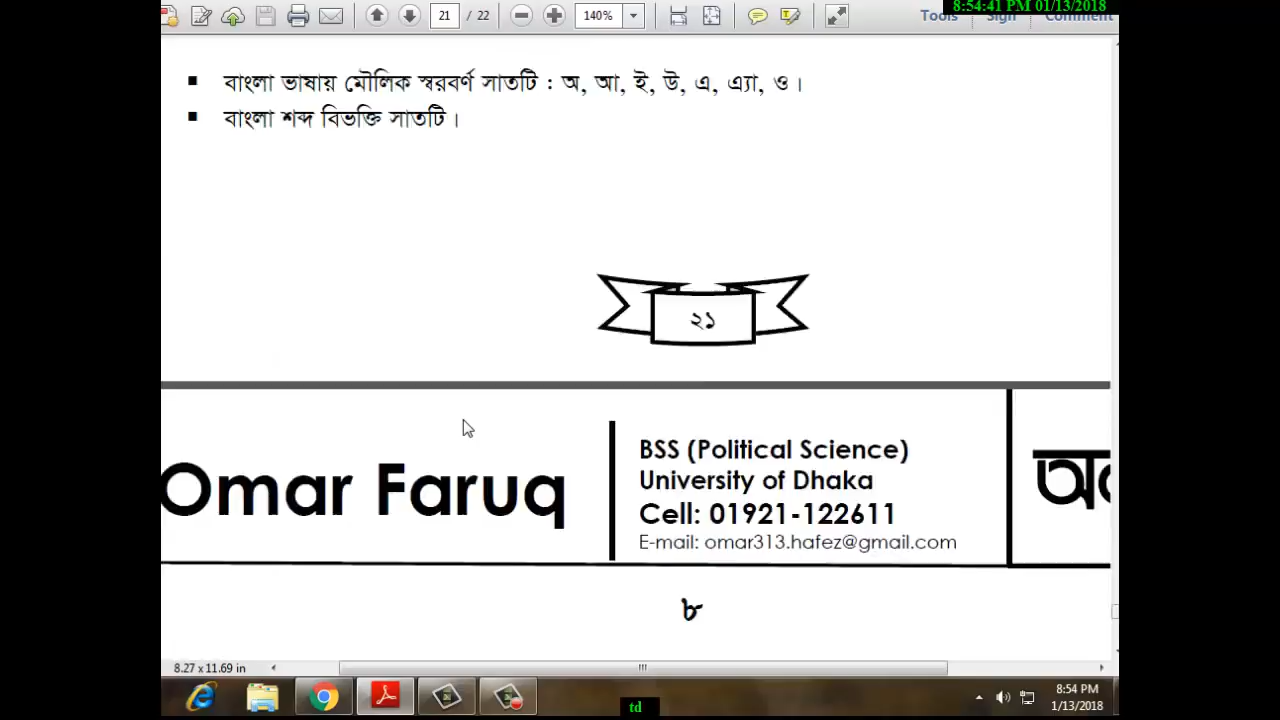 8:54:41 PM 01/13/2018
21 / 22
140%
Tools Sign Comment
▪ বাংলা ভাষায় মৌলিক স্বরবর্ণ সাতটি : অ, আ, ই, উ, এ, এ্যা, ও।
▪ বাংলা শব্দ বিভক্তি সাতটি।
২১
Omar Faruq
BSS (Political Science)
University of Dhaka
Cell: 01921-122611
E-mail: omar313.hafez@gmail.com
৮
8.27 x 11.69 in
8:54 PM
1/13/2018
td